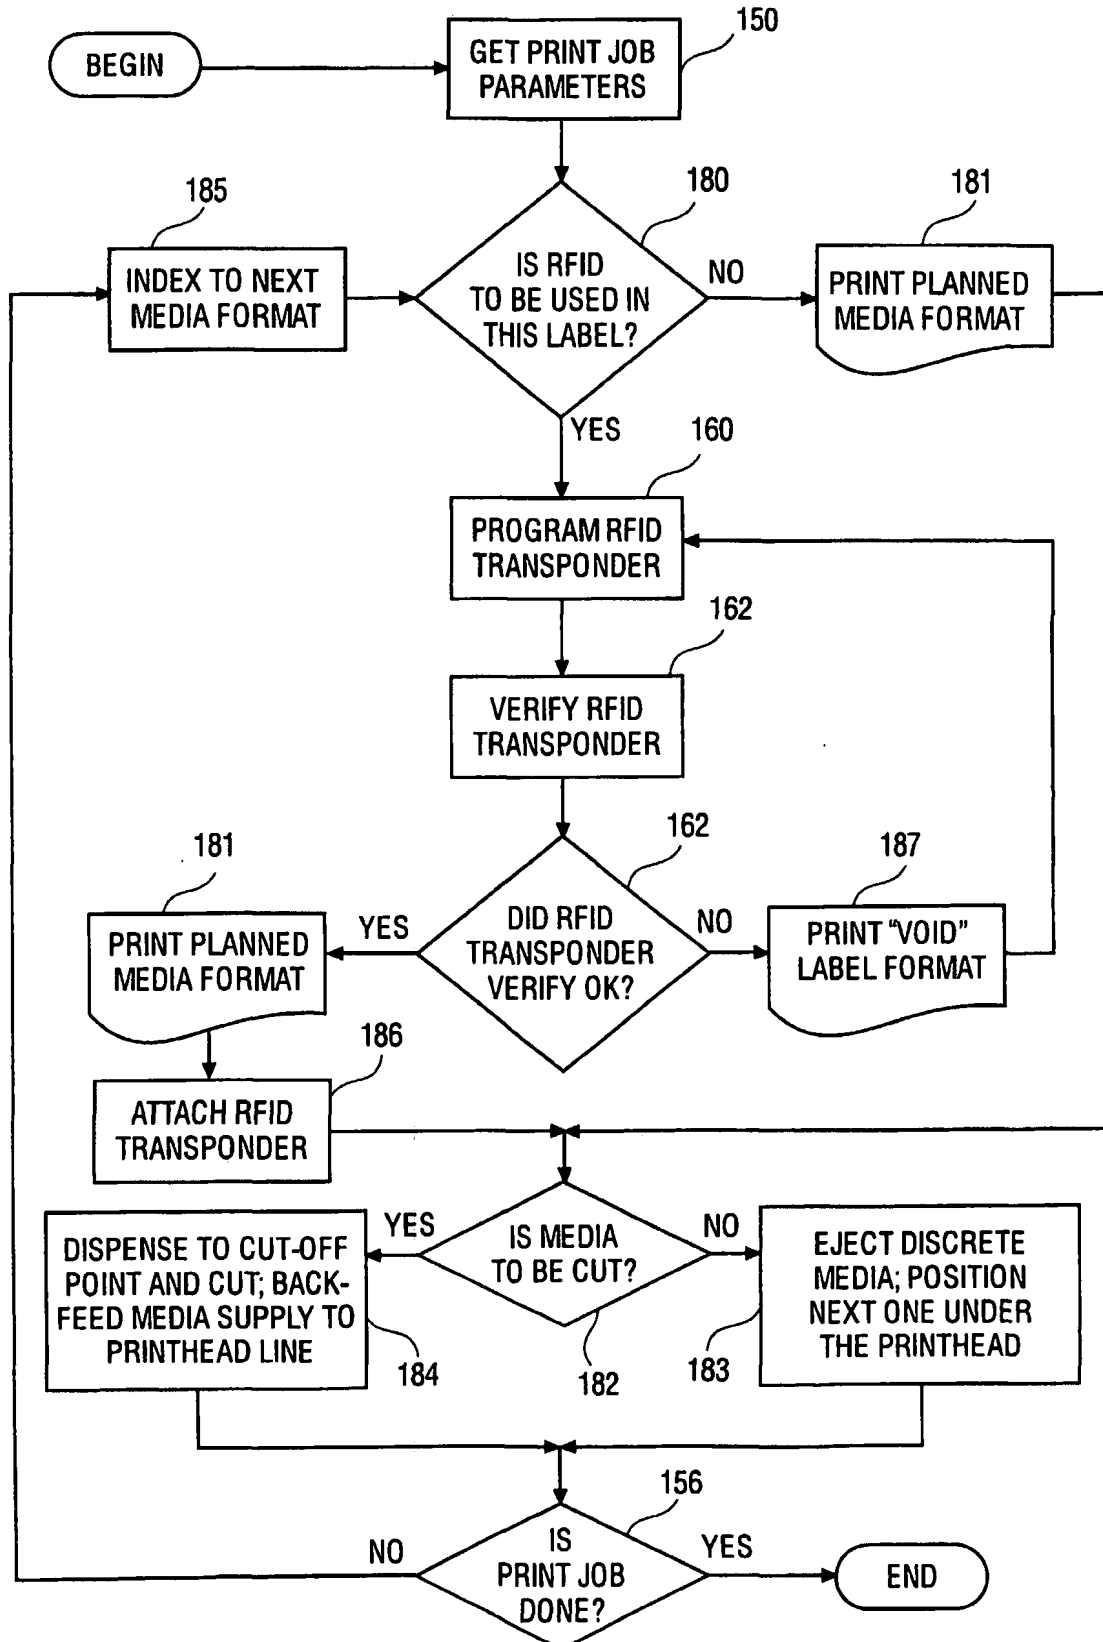 150
BEGIN
GET PRINT JOB
PARAMETERS
185
180
181
INDEX TO NEXT
MEDIA FORMAT
IS RFID
TO BE USED IN
THIS LABEL?
NO
PRINT PLANNED
MEDIA FORMAT
YES
160
PROGRAM RFID
TRANSPONDER
162
VERIFY RFID
TRANSPONDER
181
162
187
PRINT PLANNED
MEDIA FORMAT
YES
DID RFID
TRANSPONDER
VERIFY OK?
NO
PRINT “VOID”
LABEL FORMAT
186
ATTACH RFID
TRANSPONDER
DISPENSE TO CUT-OFF
POINT AND CUT; BACK-
FEED MEDIA SUPPLY TO
PRINTHEAD LINE
184
YES
IS MEDIA
TO BE CUT?
182
NO
EJECT DISCRETE
MEDIA; POSITION
NEXT ONE UNDER
THE PRINTHEAD
183
156
NO
IS
PRINT JOB
DONE?
YES
END